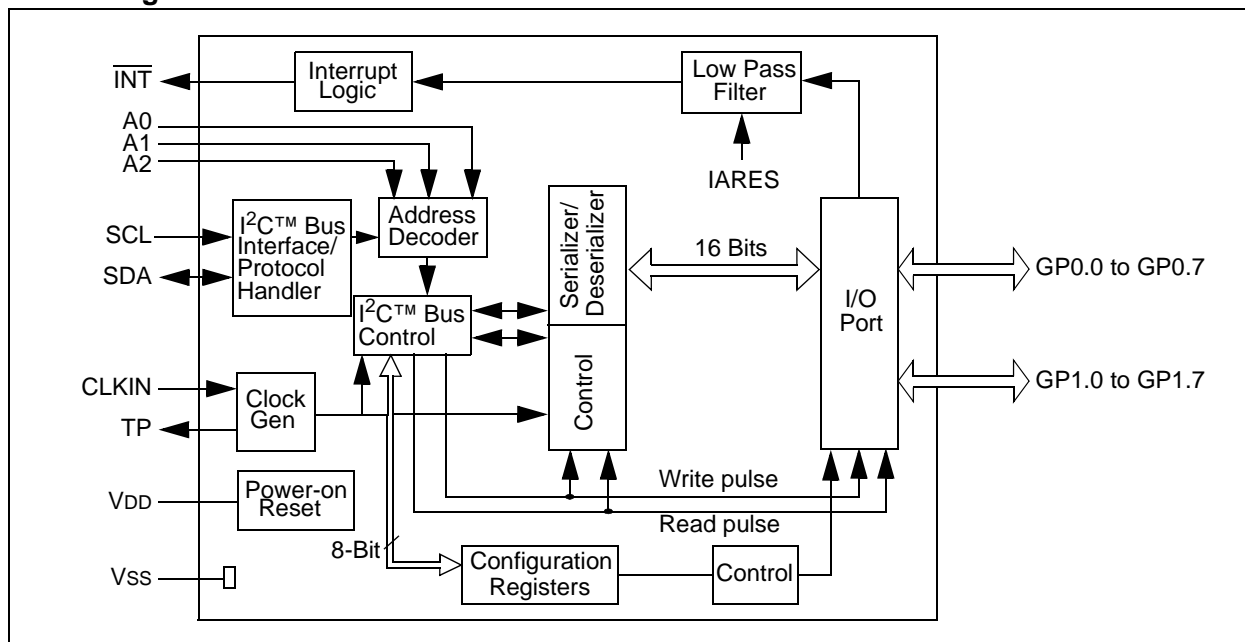 INT
Interrupt
Logic
Low Pass
Filter
A0
A1
A2
IARES
SCL
SDA
I²C™ Bus
Interface/
Protocol
Handler
Address
Decoder
Serializer/
Deserializer
16 Bits
I/O
Port
GP0.0 to GP0.7
I²C™ Bus
Control
Control
GP1.0 to GP1.7
CLKIN
TP
Clock
Gen
VDD
Power-on
Reset
Write pulse
Read pulse
8-Bit
Configuration
Registers
Control
VSS